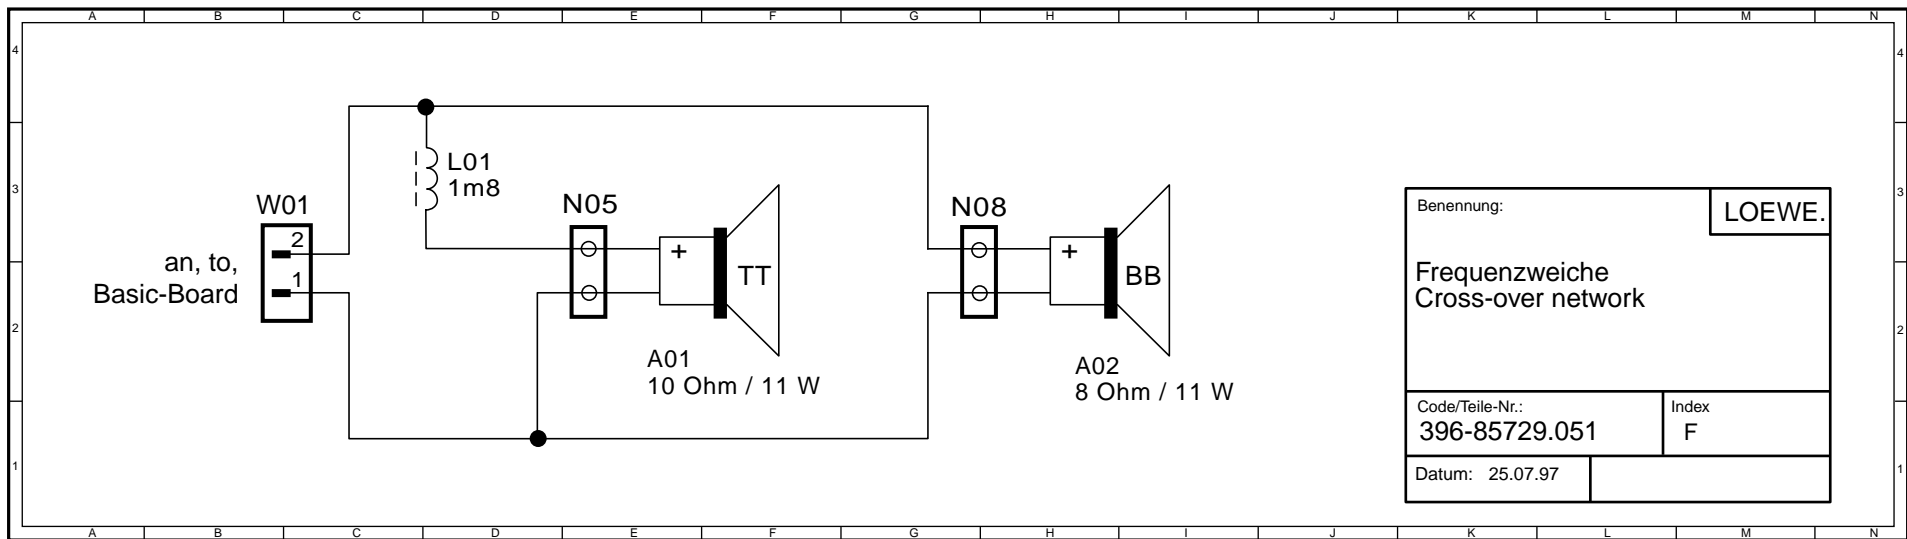 A B C D E F G H I J K L M N
4 4
3 3
2 2
1 1
W01
2
1
an, to,
Basic-Board
L01
1m8
N05
+
TT
A01
10 Ohm / 11 W
N08
+
BB
A02
8 Ohm / 11 W
Benennung:
LOEWE.
Frequenzweiche
Cross-over network
Code/Teile-Nr.:
396-85729.051
Index
F
Datum: 25.07.97
A B C D E F G H I J K L M N